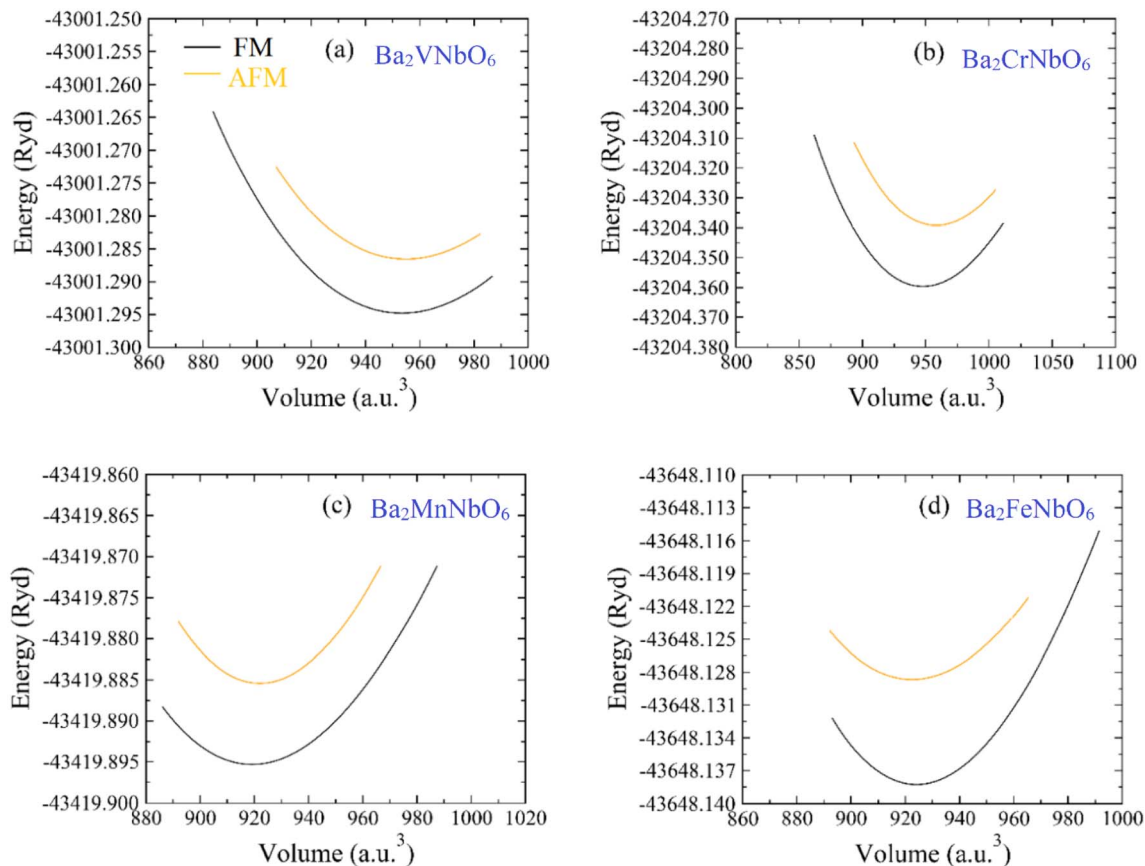 -43001.250
-43001.255
-43001.260
-43001.265
-43001.270
-43001.275
-43001.280
-43001.285
-43001.290
-43001.295
-43001.300
Energy (Ryd)
FM
AFM
(a) Ba₂VNbO₆
860 880 900 920 940 960 980 1000
Volume (a.u.³)
-43204.270
-43204.280
-43204.290
-43204.300
-43204.310
-43204.320
-43204.330
-43204.340
-43204.350
-43204.360
-43204.370
-43204.380
Energy (Ryd)
(b) Ba₂CrNbO₆
800 850 900 950 1000 1050 1100
Volume (a.u.³)
-43419.860
-43419.865
-43419.870
-43419.875
-43419.880
-43419.885
-43419.890
-43419.895
-43419.900
Energy (Ryd)
(c) Ba₂MnNbO₆
880 900 920 940 960 980 1000 1020
Volume (a.u.³)
-43648.110
-43648.113
-43648.116
-43648.119
-43648.122
-43648.125
-43648.128
-43648.131
-43648.134
-43648.137
-43648.140
Energy (Ryd)
(d) Ba₂FeNbO₆
860 880 900 920 940 960 980 1000
Volume (a.u.³)